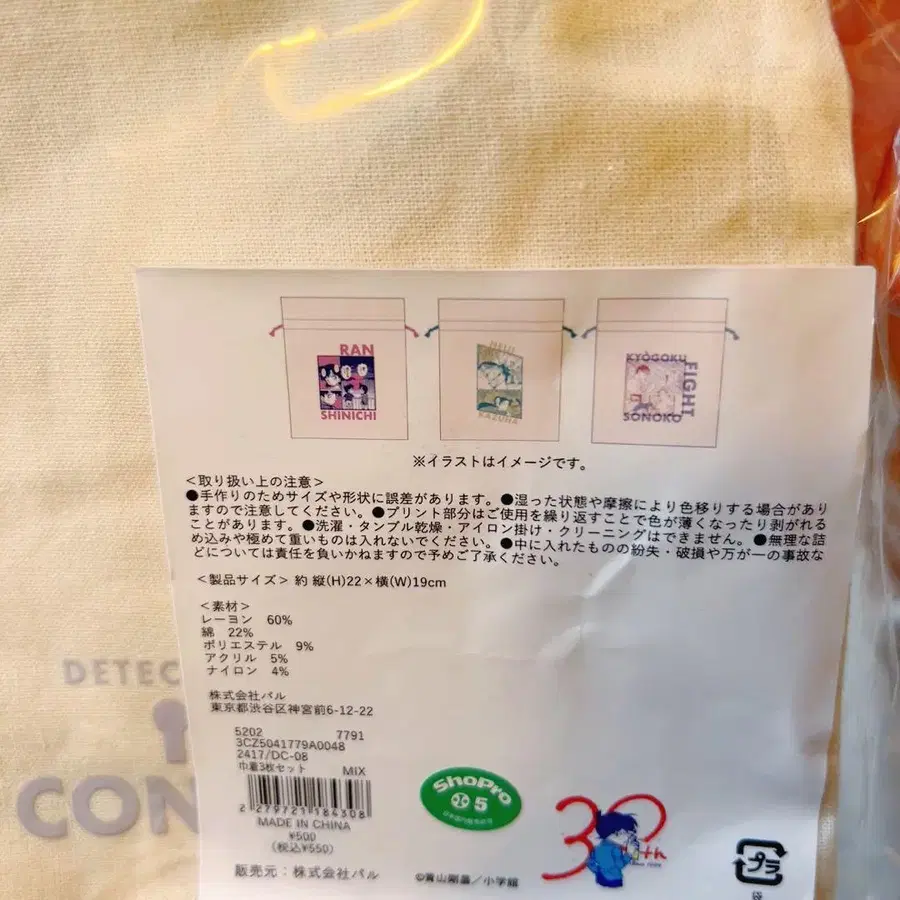 RAN
SHINICHI
HEIJI
KAZUHA
KYŌGOKU
FIGHT
SONOKO
※イラストはイメージです。
<取り扱い上の注意>
●手作りのためサイズや形状に誤差があります。●湿った状態や摩擦により色移りする場合があり
ますので注意してください。●プリント部分はご使用を繰り返すことで色が薄くなったり剥がれる
ことがあります。●洗濯・タンブル乾燥・アイロン掛け・クリーニングはできません。●無理な詰
め込みや極めて重いものは入れないでください。●中に入れたものの紛失・破損や万が一の事故な
どについては責任を負いかねますので予めご了承ください。
<製品サイズ> 約 縦(H)22×横(W)19cm
<素材>
レーヨン 60%
綿 22%
ポリエステル 9%
アクリル 5%
ナイロン 4%
株式会社パル
東京都渋谷区神宮前6-12-22
5202 7791
3CZ5041779A0048
2417/DC-08
巾着3枚セット MIX
2 279721 184308
MADE IN CHINA
¥500
(税込¥550)
販売元：株式会社パル
ShoPro
5
©青山剛昌／小学館
30th
プラ
袋
DETEC
CON